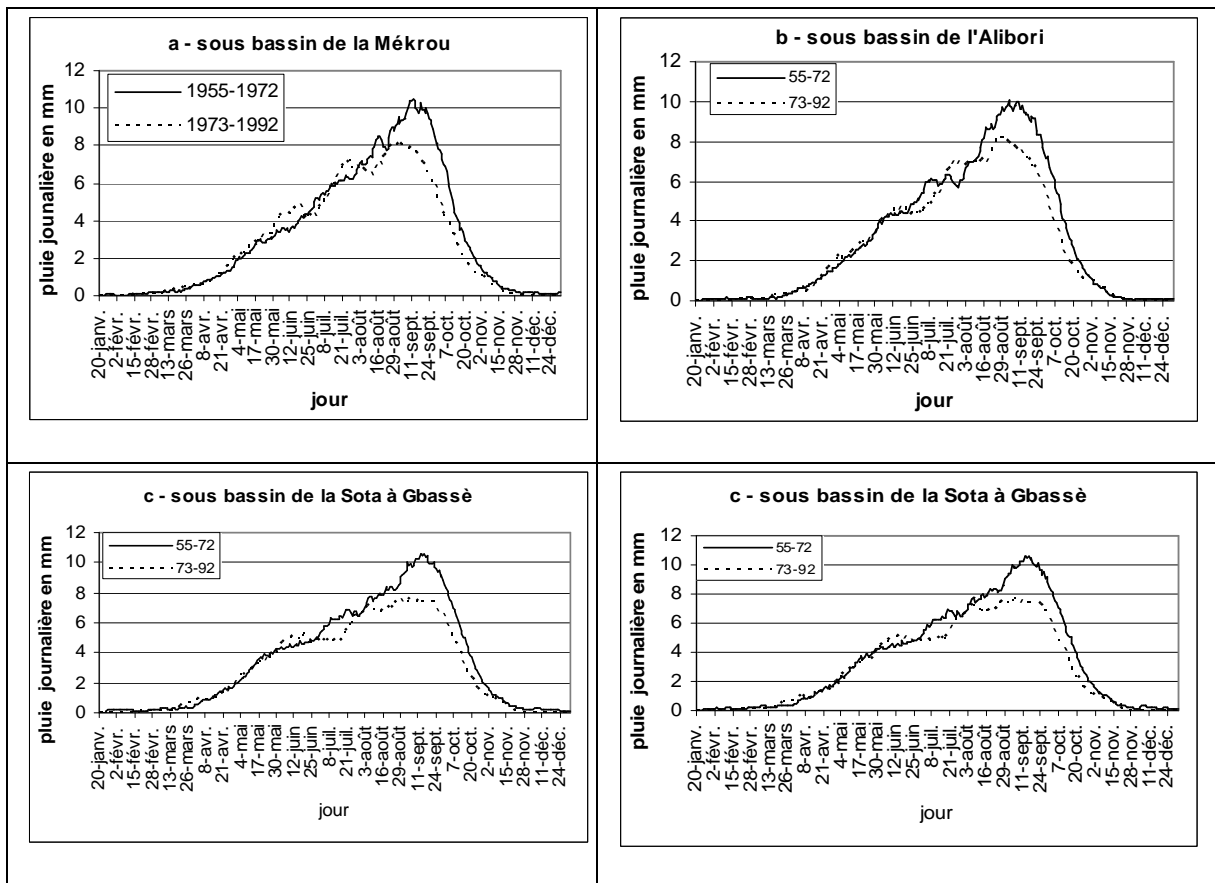 a - sous bassin de la Mékrou
1955-1972
1973-1992
pluie journalière en mm
12
10
8
6
4
2
0
20-janv.
2-févr.
15-févr.
28-févr.
13-mars
26-mars
8-avr.
21-avr.
4-mai
17-mai
30-mai
12-juin
25-juin
8-juil.
21-juil.
3-août
16-août
29-août
11-sept.
24-sept.
7-oct.
20-oct.
2-nov.
15-nov.
28-nov.
11-déc.
24-déc.
jour
b - sous bassin de l'Alibori
55-72
73-92
pluie journalière en mm
12
10
8
6
4
2
0
20-janv.
2-févr.
15-févr.
28-févr.
13-mars
26-mars
8-avr.
21-avr.
4-mai
17-mai
30-mai
12-juin
25-juin
8-juil.
21-juil.
3-août
16-août
29-août
11-sept.
24-sept.
7-oct.
20-oct.
2-nov.
15-nov.
28-nov.
11-déc.
24-déc.
jour
c - sous bassin de la Sota à Gbassè
55-72
73-92
pluie journalière en mm
12
10
8
6
4
2
0
20-janv.
2-févr.
15-févr.
28-févr.
13-mars
26-mars
8-avr.
21-avr.
4-mai
17-mai
30-mai
12-juin
25-juin
8-juil.
21-juil.
3-août
16-août
29-août
11-sept.
24-sept.
7-oct.
20-oct.
2-nov.
15-nov.
28-nov.
11-déc.
24-déc.
jour
c - sous bassin de la Sota à Gbassè
55-72
73-92
pluie journalière en mm
12
10
8
6
4
2
0
20-janv.
2-févr.
15-févr.
28-févr.
13-mars
26-mars
8-avr.
21-avr.
4-mai
17-mai
30-mai
12-juin
25-juin
8-juil.
21-juil.
3-août
16-août
29-août
11-sept.
24-sept.
7-oct.
20-oct.
2-nov.
15-nov.
28-nov.
11-déc.
24-déc.
jour